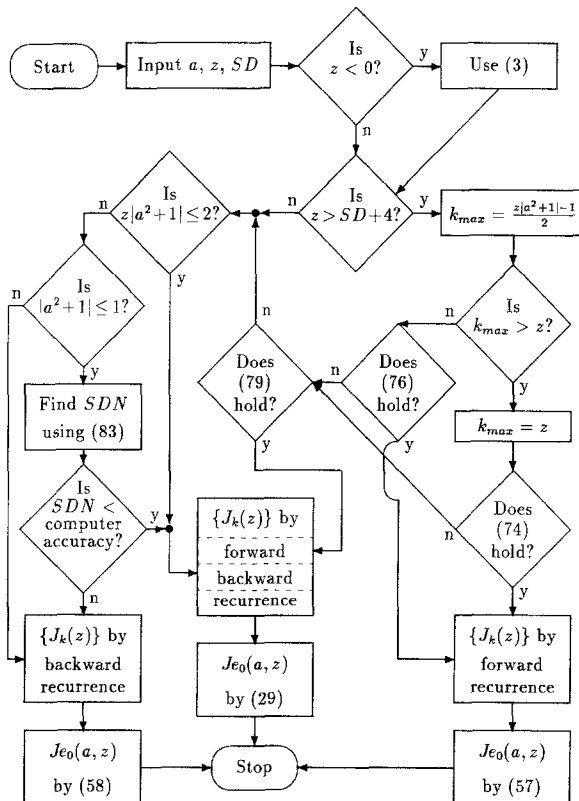 Start
Input a, z, SD
Is
z < 0?
y
Use (3)
n
Is
z|a²+1| ≤ 2?
n
y
n
Is
z > SD+4?
y
k_max = (z|a²+1|−1)/2
n
Is
|a²+1| ≤ 1?
y
Is
k_max > z?
n
y
Does
(79)
hold?
n
y
n
Does
(76)
hold?
y
k_max = z
Find SDN
using (83)
Is
SDN <
computer
accuracy?
y
n
{J_k(z)} by
forward
backward
recurrence
n
Does
(74)
hold?
y
{J_k(z)} by
backward
recurrence
Je₀(a, z)
by (29)
{J_k(z)} by
forward
recurrence
Je₀(a, z)
by (58)
Stop
Je₀(a, z)
by (57)